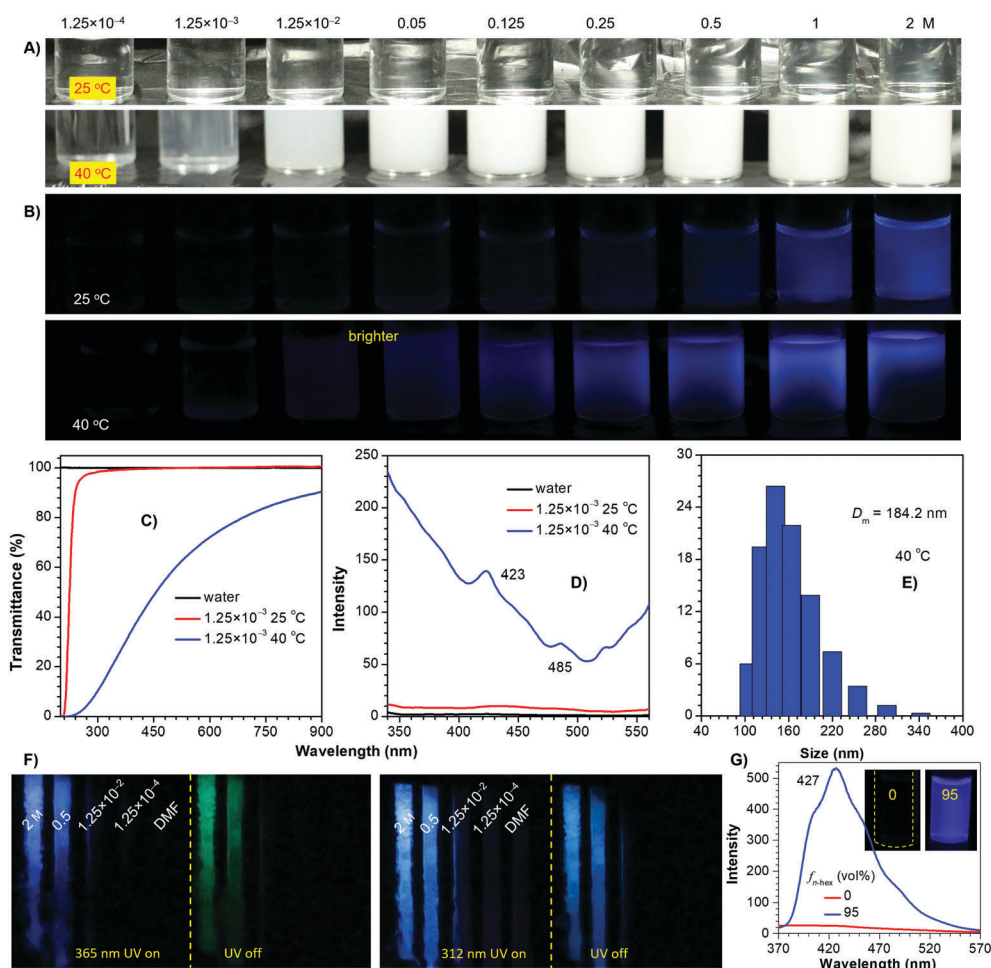 1.25×10⁻⁴ 1.25×10⁻³ 1.25×10⁻² 0.05 0.125 0.25 0.5 1 2 M
A)
25 °C
40 °C
B)
25 °C
brighter
40 °C
C)
Transmittance (%)
100
80
60
40
20
0
water
1.25×10⁻³ 25 °C
1.25×10⁻³ 40 °C
300 450 600 750 900
D)
Intensity
250
200
150
100
50
0
water
1.25×10⁻³ 25 °C
1.25×10⁻³ 40 °C
423
485
400 450 500 550
Wavelength (nm)
E)
30
24
18
12
6
0
Dₘ = 184.2 nm
40 °C
40 100 160 220 280 340 400
Size (nm)
F)
2 M 0.5 1.25×10⁻² 1.25×10⁻⁴ DMF
365 nm UV on UV off
2 M 0.5 1.25×10⁻² 1.25×10⁻⁴ DMF
312 nm UV on UV off
G)
Intensity
500
400
300
200
100
0
427
0 95
fₙ₋ₕₑₓ (vol%)
0
95
370 420 470 520 570
Wavelength (nm)